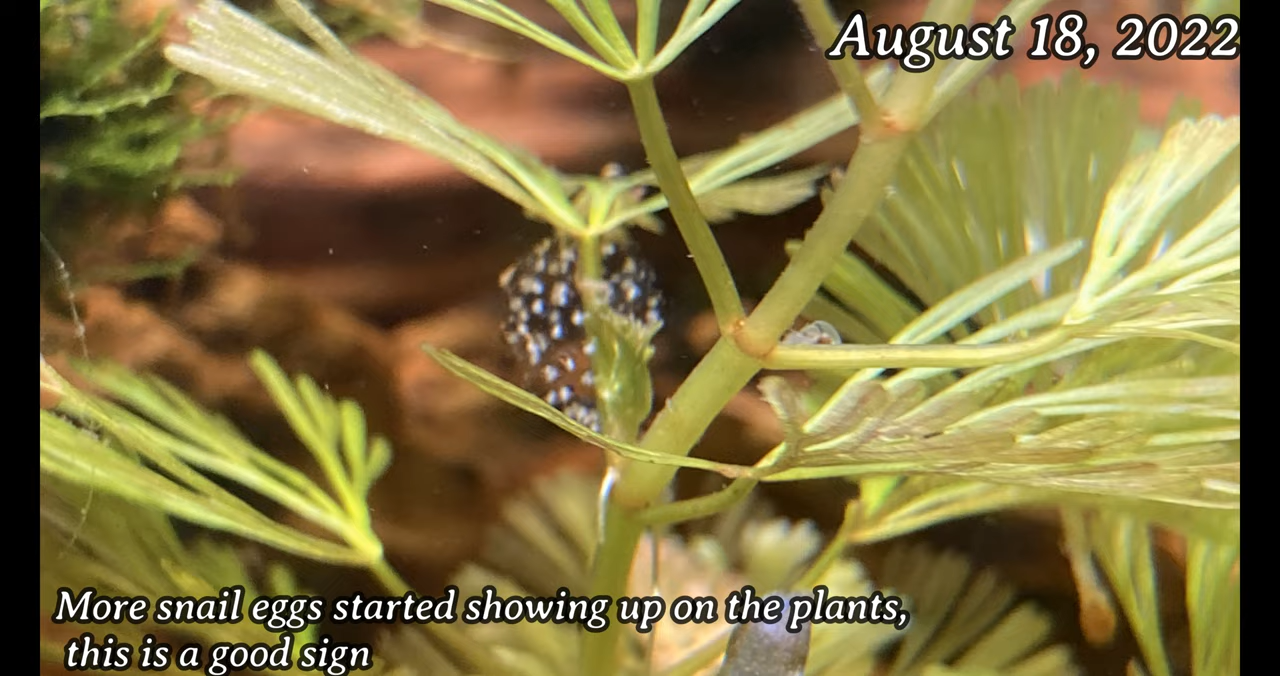 August 18, 2022
More snail eggs started showing up on the plants,
this is a good sign